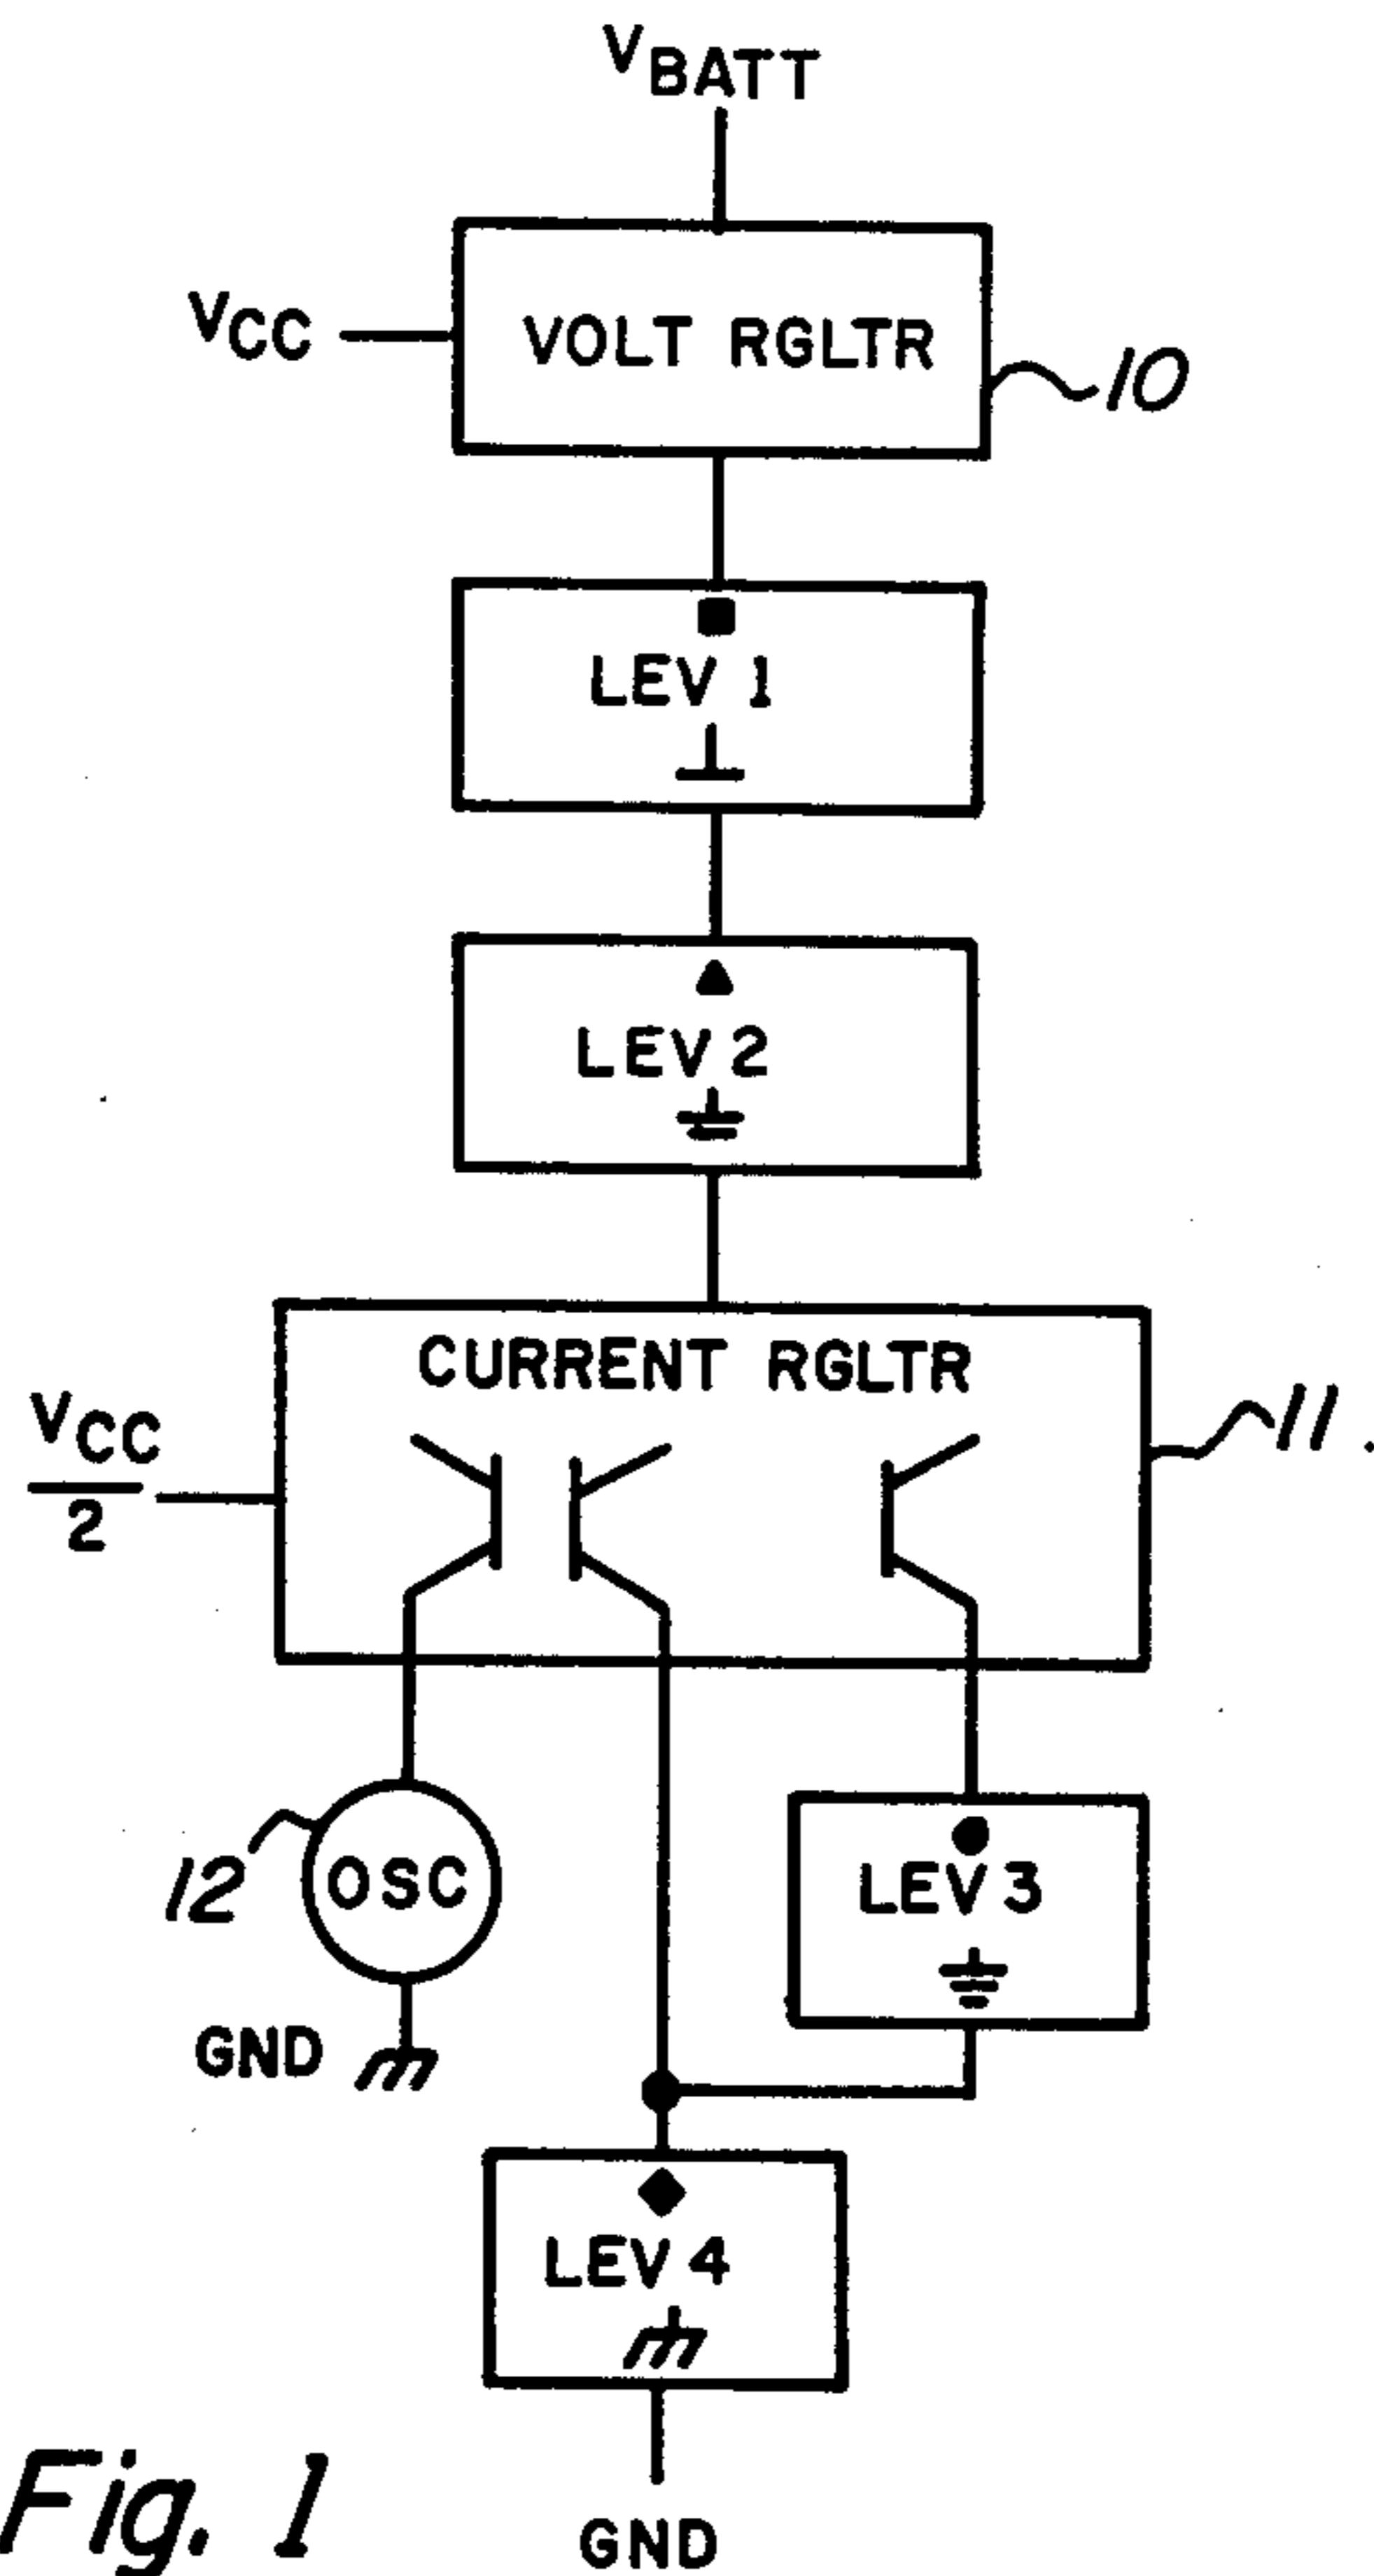 VBATT
VCC
VOLT RGLTR
10
LEV 1
LEV 2
CURRENT RGLTR
VCC
2
11
12
OSC
LEV 3
GND
LEV 4
GND
Fig. 1